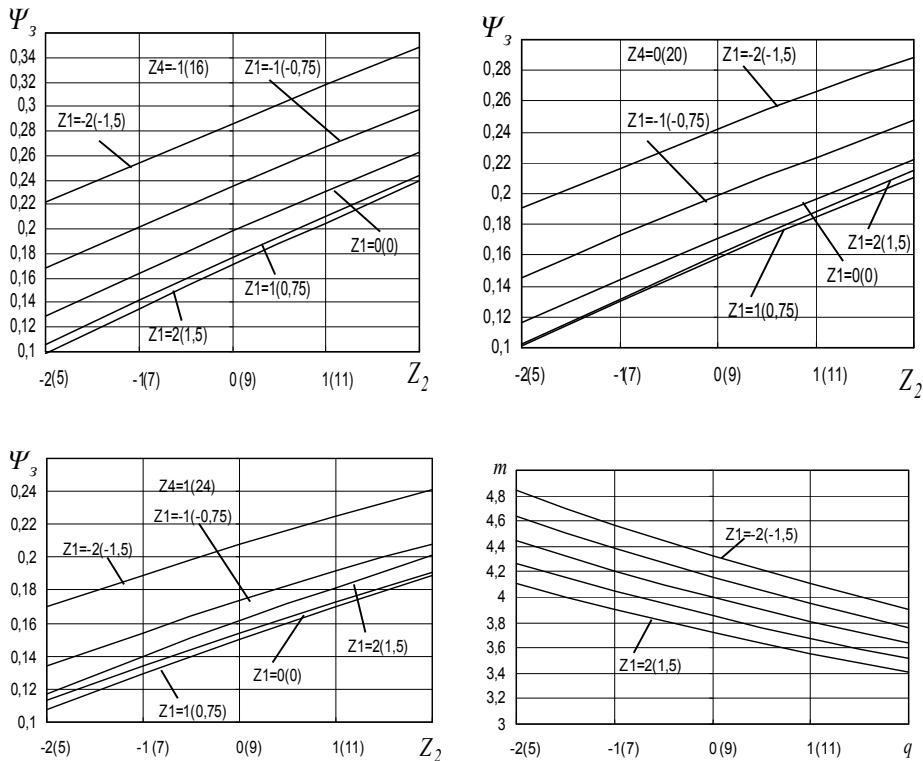 Ψ₃
0,34
0,32
0,3
0,28
0,26
0,24
0,22
0,2
0,18
0,16
0,14
0,12
0,1
Z4=-1(16)
Z1=-1(-0,75)
Z1=-2(-1,5)
Z1=0(0)
Z1=1(0,75)
Z1=2(1,5)
-2(5)
-1(7)
0(9)
1(11)
Z₂
Ψ₃
0,28
0,26
0,24
0,22
0,2
0,18
0,16
0,14
0,12
0,1
Z4=0(20)
Z1=-2(-1,5)
Z1=-1(-0,75)
Z1=2(1,5)
Z1=0(0)
Z1=1(0,75)
-2(5)
-1(7)
0(9)
1(11)
Z₂
Ψ₃
0,24
0,22
0,2
0,18
0,16
0,14
0,12
0,1
Z4=1(24)
Z1=-1(-0,75)
Z1=-2(-1,5)
Z1=2(1,5)
Z1=0(0)
Z1=1(0,75)
-2(5)
-1(7)
0(9)
1(11)
Z₂
m
4,8
4,6
4,4
4,2
4
3,8
3,6
3,4
3,2
3
Z1=-2(-1,5)
Z1=2(1,5)
-2(5)
-1(7)
0(9)
1(11)
q